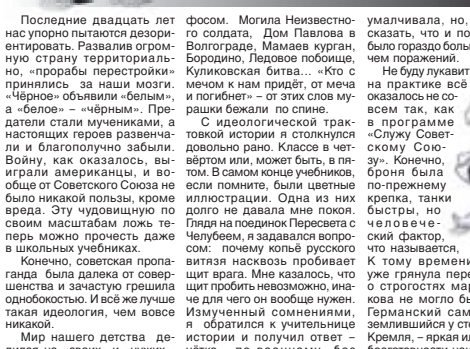 Последние двадцать лет
нас упорно пытаются дезори-
ентировать. Развалив огром-
ную страну территориаль-
но, «прорабы перестройки»
принялись за наши мозги.
«Чёрное» объявили «белым»,
а «белое» – «чёрным». Пре-
датели стали мучениками, а
настоящих героев развенча-
ли и благополучно забыли.
Войну, как оказалось, вы-
играли американцы, и во-
обще от Советского Союза не
было никакой пользы, кроме
вреда. Эту чудовищную по
своим масштабам ложь те-
перь можно прочесть даже
в школьных учебниках.
Конечно, советская пропа-
ганда была далека от совер-
шенства и зачастую грешила
однобокостью. И всё же лучше
такая идеология, чем вовсе
никакой.
Мир нашего детства де-
фосом. Могила Неизвестно-
го солдата, Дом Павлова в
Волгограде, Мамаев курган,
Бородино, Ледовое побоище,
Куликовская битва... «Кто с
мечом к нам придёт, от меча
и погибнет» – от этих слов му-
рашки бежали по спине.
С идеологической трак-
товкой истории я столкнулся
довольно рано. Классе в чет-
вёртом или, может быть, в пя-
том. В самом конце учебников,
если помните, были цветные
иллюстрации. Одна из них
долго не давала мне покоя.
Глядя на поединок Пересвета с
Челубеем, я задавался вопро-
сом: почему копьё русского
витязя насквозь пробивает
щит врага. Мне казалось, что
щит пробить невозможно, ина-
че для чего он вообще нужен.
Измученный сомнениями,
я обратился к учительнице
истории и получил ответ –
умалчивала, но,
сказать, что и по
было гораздо боль
чем поражений.
Не буду лукавит
на практике всё
оказалось не со-
всем так, как
в программе
«Служу Совет-
скому Сою-
зу». Конечно,
броня была
по-прежнему
крепка, танки
быстры, но
человече-
ский фактор,
что называется,
К тому времени
уже грянула пере
о строгостях мар
кова не могло бы
Германский сам
землившийся у ст
Кремля, – яркая